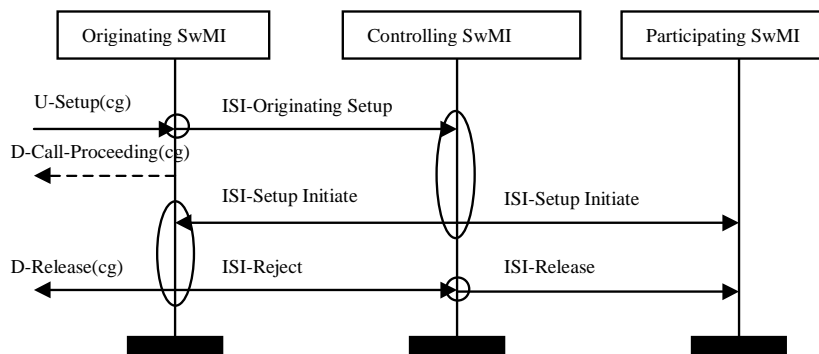 Originating SwMI
Controlling SwMI
Participating SwMI
U-Setup(cg)
ISI-Originating Setup
D-Call-Proceeding(cg)
ISI-Setup Initiate
ISI-Setup Initiate
D-Release(cg)
ISI-Reject
ISI-Release